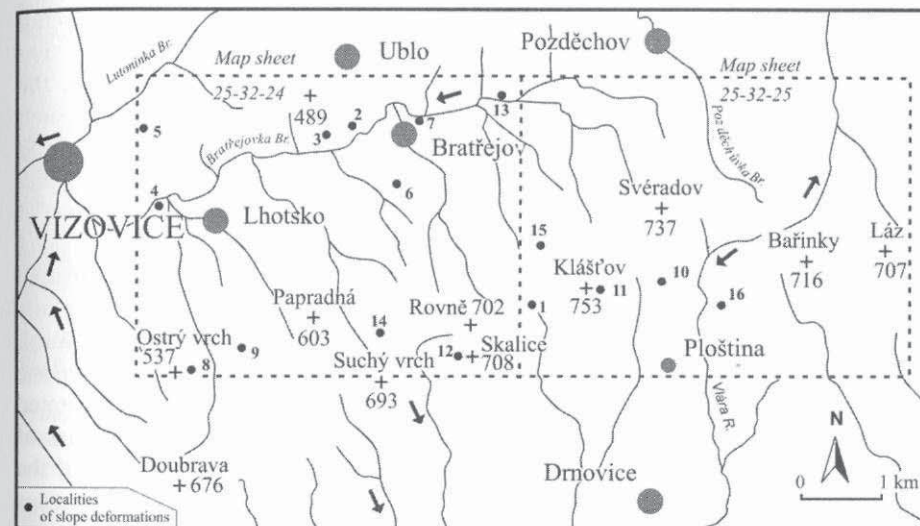 Ublo
Pozděchov
Lutoninka Br.
Map sheet
25-32-24
Map sheet
25-32-25
489
5
3
2
7
13
Bratřejovka Br.
Bratřejov
Pozděchůvka Br.
4
6
VIZOVICE
Lhotsko
Svéradov
737
15
Bařinky
716
Láz
707
Klášťov
753
11
10
16
Papradná
603
Rovně 702
1
Ostrý vrch
537
8
9
14
12
Skalice
708
Suchý vrch
693
Ploština
Vlára R.
N
Doubrava
676
Drnovice
0 1 km
Localities
of slope deformations